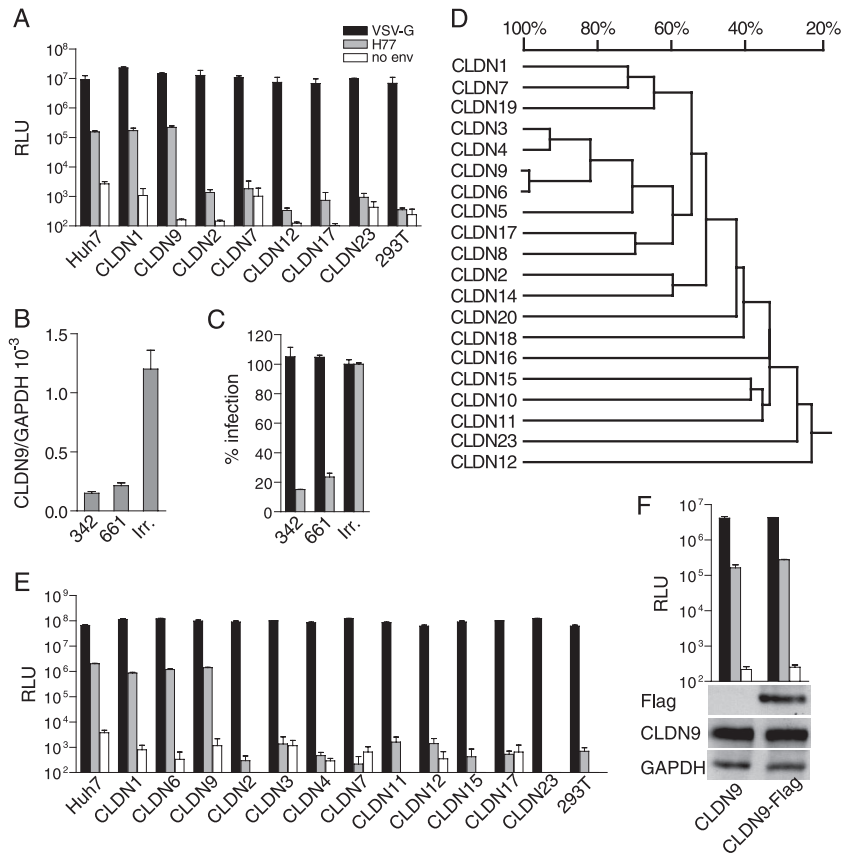 A
VSV-G
H77
no env
10^8
10^7
10^6
10^5
10^4
10^3
10^2
RLU
Huh7
CLDN1
CLDN9
CLDN2
CLDN7
CLDN12
CLDN17
CLDN23
293T
B
CLDN9/GAPDH 10^-3
1.5
1.0
0.5
0.0
342
661
Irr.
C
% infection
120
100
80
60
40
20
0
342
661
Irr.
D
100%
80%
60%
40%
20%
CLDN1
CLDN7
CLDN19
CLDN3
CLDN4
CLDN9
CLDN6
CLDN5
CLDN17
CLDN8
CLDN2
CLDN14
CLDN20
CLDN18
CLDN16
CLDN15
CLDN10
CLDN11
CLDN23
CLDN12
E
RLU
10^9
10^8
10^7
10^6
10^5
10^4
10^3
10^2
Huh7
CLDN1
CLDN6
CLDN9
CLDN2
CLDN3
CLDN4
CLDN7
CLDN11
CLDN12
CLDN15
CLDN17
CLDN23
293T
F
RLU
10^7
10^6
10^5
10^4
10^3
10^2
Flag
CLDN9
GAPDH
CLDN9
CLDN9-Flag